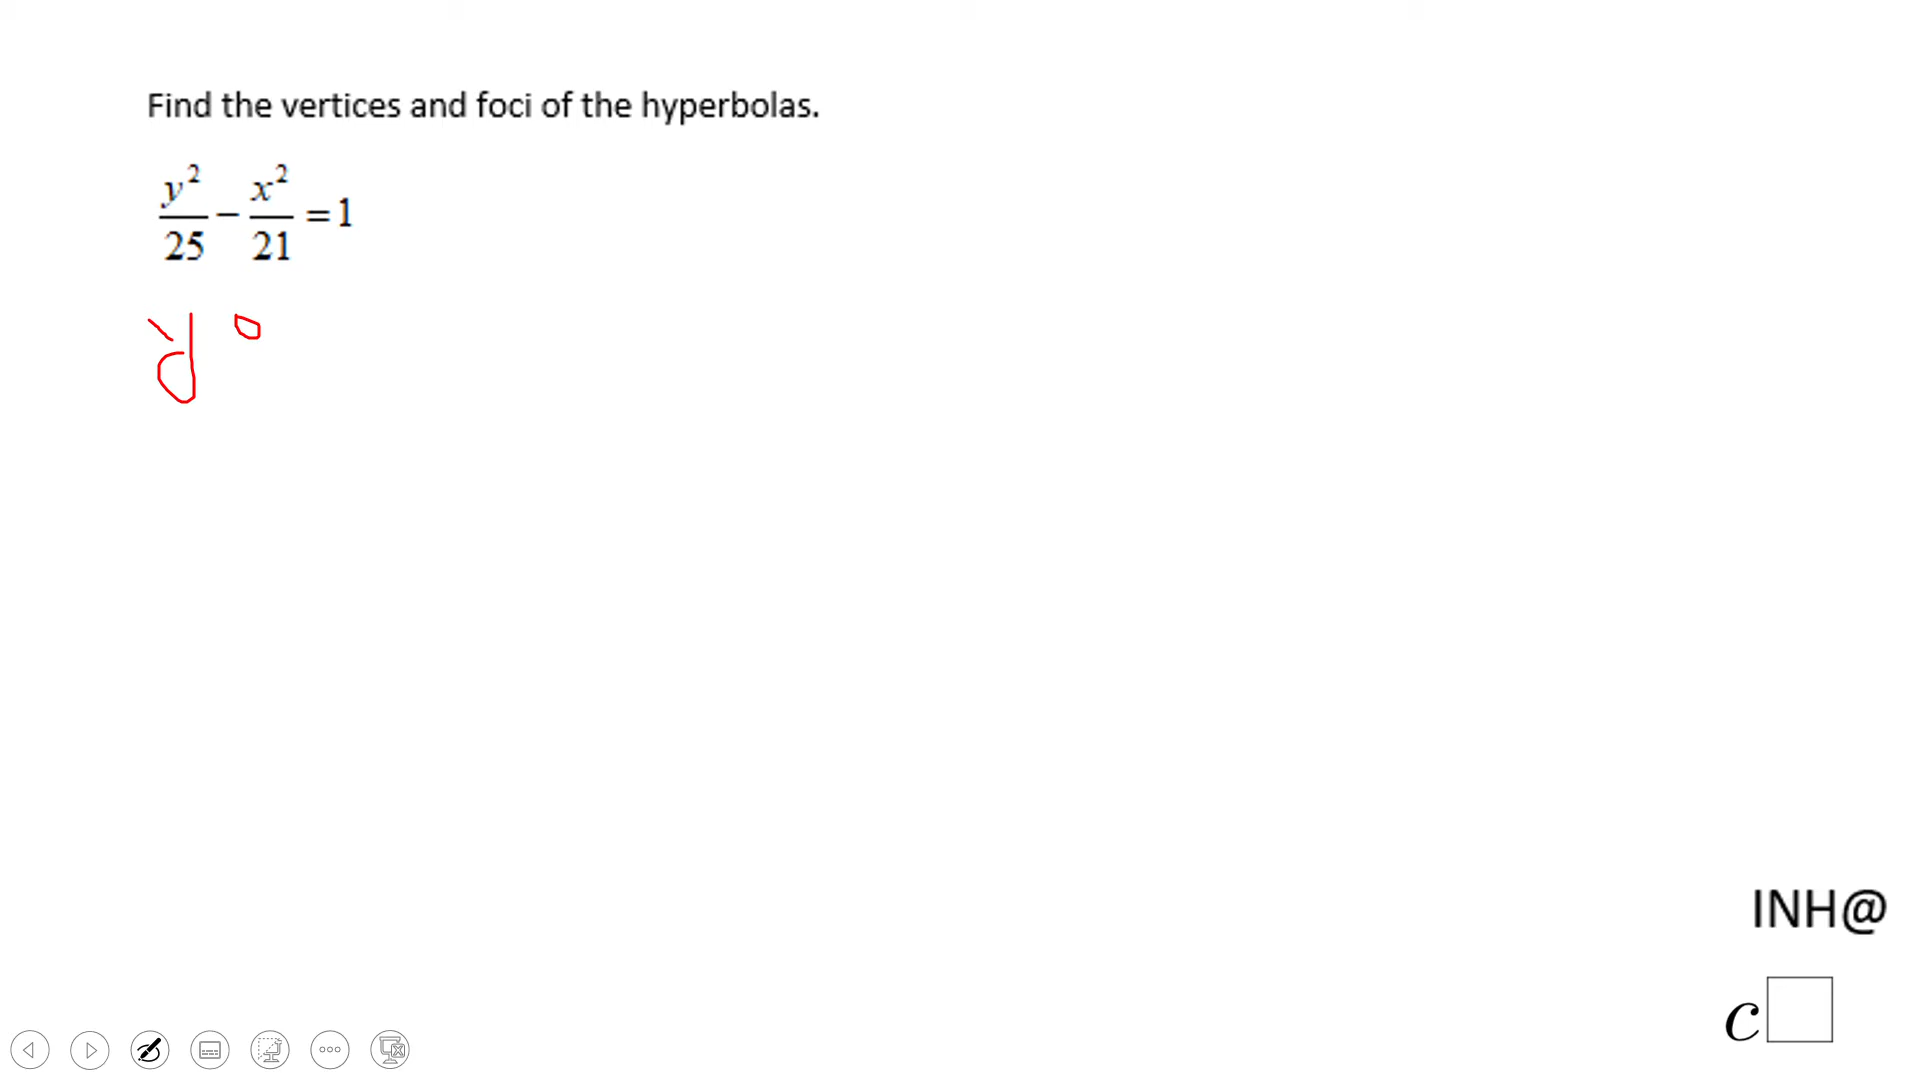 Find the vertices and foci of the hyperbolas.
y²/25 − x²/21 = 1
INH@
c□